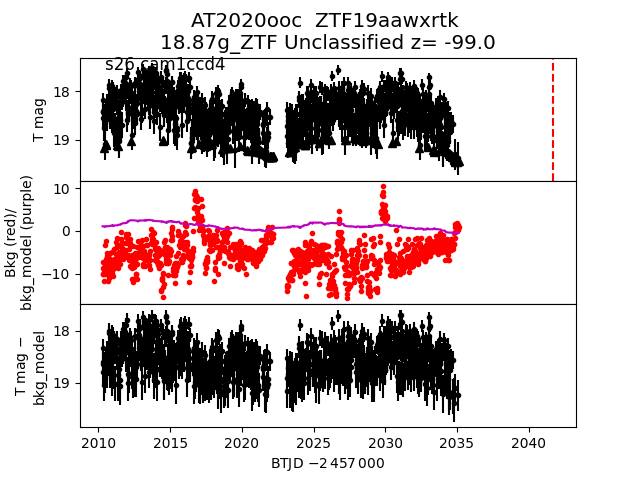 AT2020ooc  ZTF19aawxrtk
18.87g_ZTF Unclassified z= -99.0
s26 cam1ccd4
T mag
18
19
Bkg (red)/
bkg_model (purple)
10
0
−10
T mag −
bkg_model
18
19
2010 2015 2020 2025 2030 2035 2040
BTJD −2 457 000